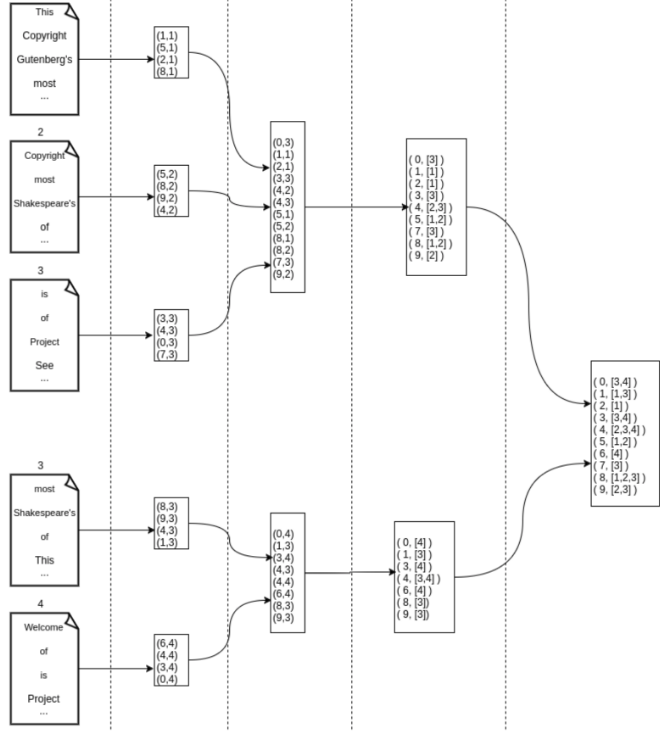 This
Copyright
Gutenberg's
most
...
2
Copyright
most
Shakespeare's
of
...
3
is
of
Project
See
...
3
most
Shakespeare's
of
This
...
4
Welcome
of
is
Project
...
(1,1)
(5,1)
(2,1)
(8,1)
(5,2)
(8,2)
(9,2)
(4,2)
(3,3)
(4,3)
(0,3)
(7,3)
(8,3)
(9,3)
(4,3)
(1,3)
(6,4)
(4,4)
(3,4)
(0,4)
(0,3)
(1,1)
(2,1)
(3,3)
(4,2)
(4,3)
(5,1)
(5,2)
(8,1)
(8,2)
(7,3)
(9,2)
(0,4)
(1,3)
(3,4)
(4,3)
(4,4)
(6,4)
(8,3)
(9,3)
( 0, [3] )
( 1, [1] )
( 2, [1] )
( 3, [3] )
( 4, [2,3] )
( 5, [1,2] )
( 7, [3] )
( 8, [1,2] )
( 9, [2] )
( 0, [4] )
( 1, [3] )
( 3, [4] )
( 4, [3,4] )
( 6, [4] )
( 8, [3])
( 9, [3])
( 0, [3,4] )
( 1, [1,3] )
( 2, [1] )
( 3, [3,4] )
( 4, [2,3,4] )
( 5, [1,2] )
( 6, [4] )
( 7, [3] )
( 8, [1,2,3] )
( 9, [2,3] )